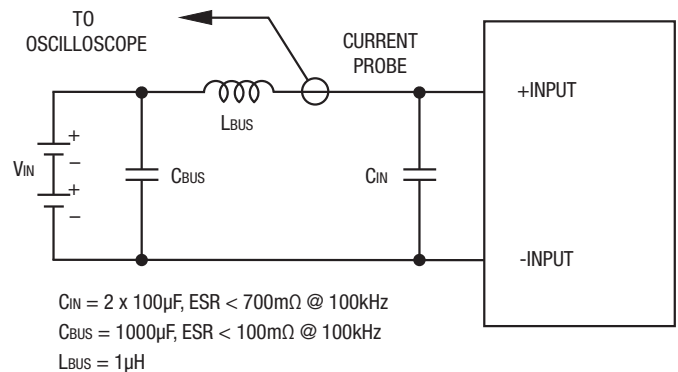 TO
OSCILLOSCOPE
CURRENT
PROBE
+INPUT
LBUS
VIN
+
−
+
−
CBUS
CIN
-INPUT
CIN = 2 x 100µF, ESR < 700mΩ @ 100kHz
CBUS = 1000µF, ESR < 100mΩ @ 100kHz
LBUS = 1µH